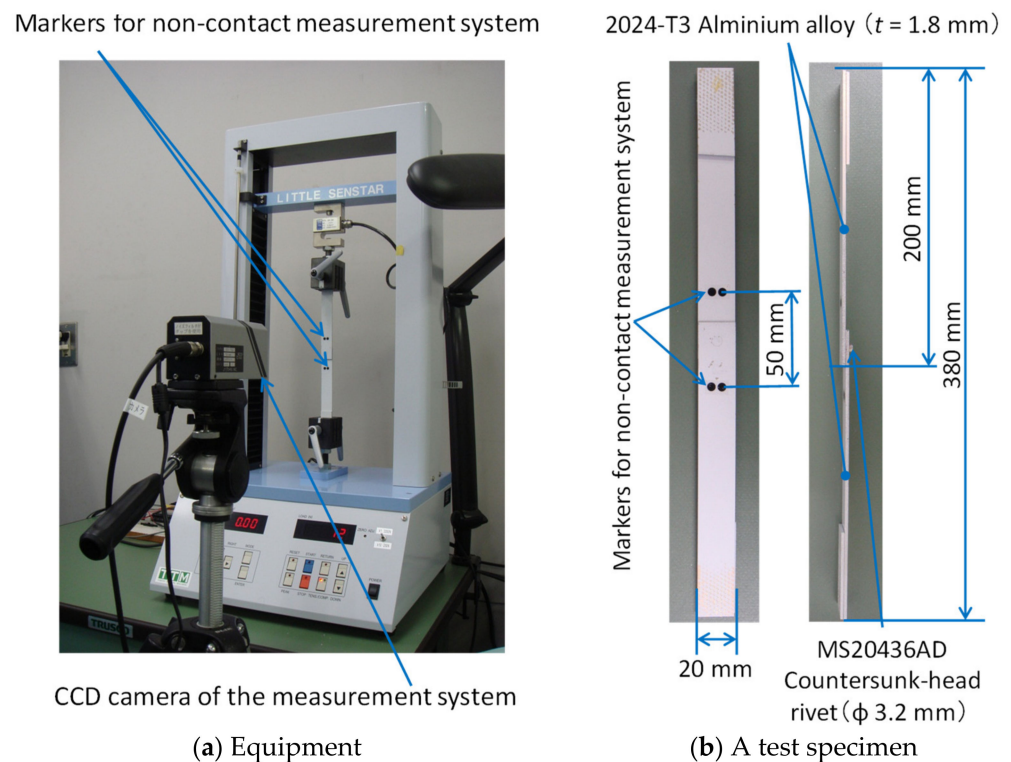 Markers for non-contact measurement system
LITTLE SENSTAR
0.00
TRUSCO
CCD camera of the measurement system
(a) Equipment
2024-T3 Alminium alloy (t = 1.8 mm)
Markers for non-contact measurement system
50 mm
200 mm
380 mm
20 mm
MS20436AD
Countersunk-head
rivet (ϕ 3.2 mm)
(b) A test specimen